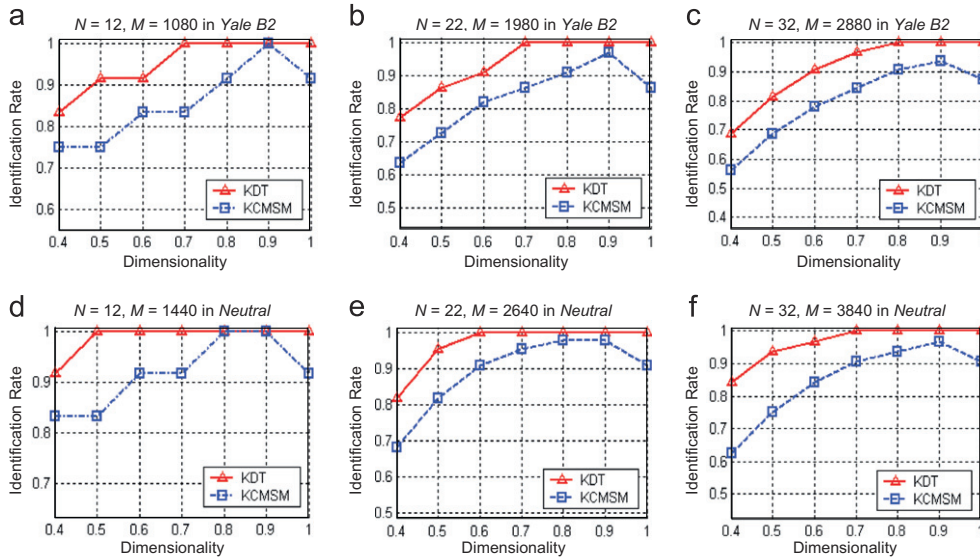 a
N = 12, M = 1080 in Yale B2
Identification Rate
1
0.9
0.8
0.7
0.6
KDT
KCMSM
0.4 0.5 0.6 0.7 0.8 0.9 1
Dimensionality
b
N = 22, M = 1980 in Yale B2
Identification Rate
1
0.9
0.8
0.7
0.6
0.5
KDT
KCMSM
0.4 0.5 0.6 0.7 0.8 0.9 1
Dimensionality
c
N = 32, M = 2880 in Yale B2
Identification Rate
1
0.9
0.8
0.7
0.6
0.5
0.4
KDT
KCMSM
0.4 0.5 0.6 0.7 0.8 0.9 1
Dimensionality
d
N = 12, M = 1440 in Neutral
Identification Rate
1
0.9
0.8
0.7
KDT
KCMSM
0.4 0.5 0.6 0.7 0.8 0.9 1
Dimensionality
e
N = 22, M = 2640 in Neutral
Identification Rate
1
0.9
0.8
0.7
0.6
0.5
KDT
KCMSM
0.4 0.5 0.6 0.7 0.8 0.9 1
Dimensionality
f
N = 32, M = 3840 in Neutral
Identification Rate
1
0.9
0.8
0.7
0.6
0.5
KDT
KCMSM
0.4 0.5 0.6 0.7 0.8 0.9 1
Dimensionality